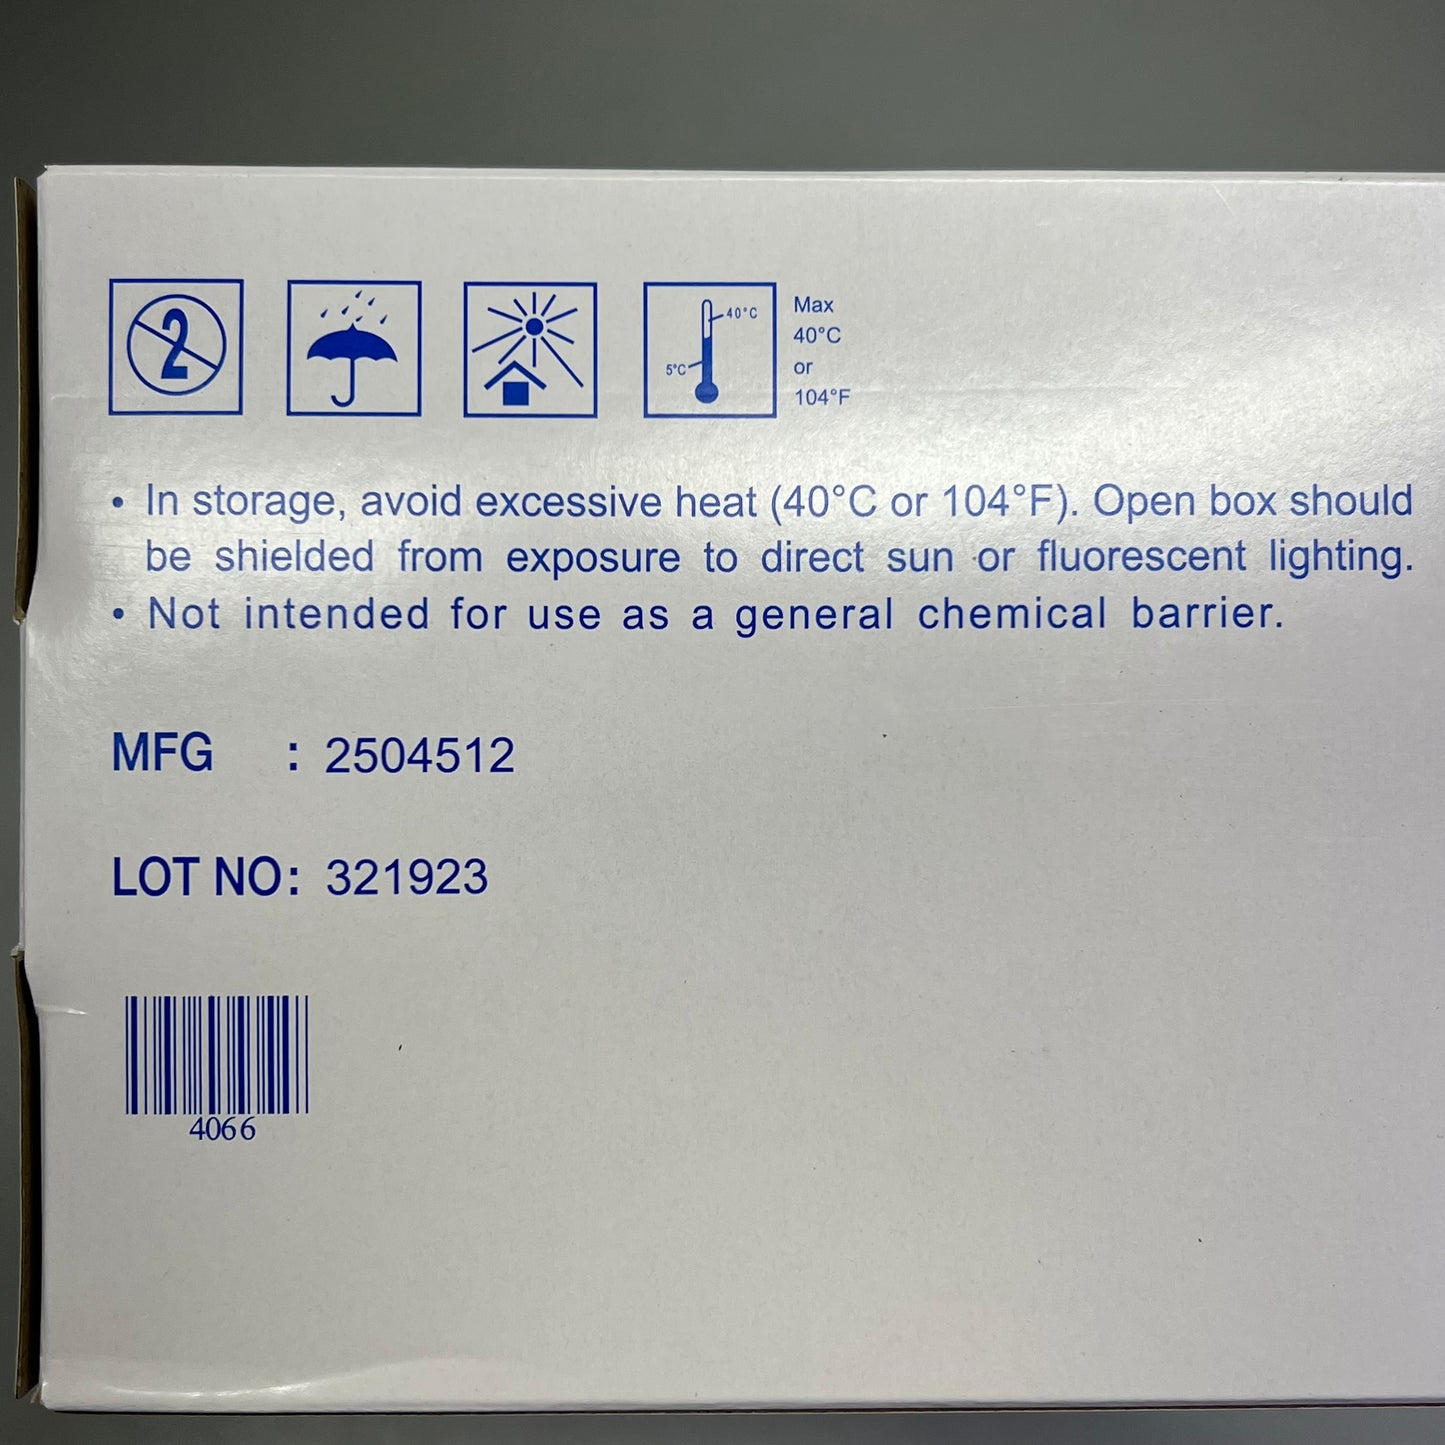 2
40°C
5°C
Max
40°C
or
104°F
• In storage, avoid excessive heat (40°C or 104°F). Open box should
be shielded from exposure to direct sun or fluorescent lighting.
• Not intended for use as a general chemical barrier.
MFG : 2504512
LOT NO: 321923
4066